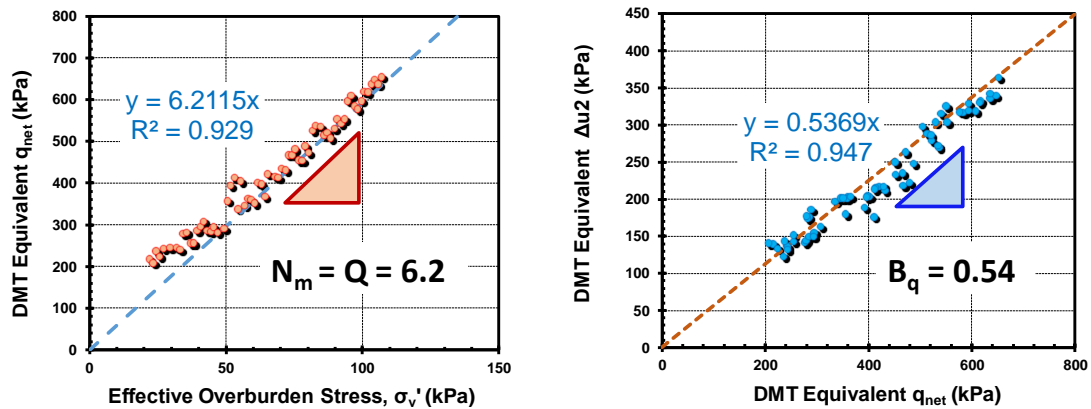 800
700
600
500
400
300
200
100
0
DMT Equivalent q_net (kPa)
y = 6.2115x
R² = 0.929
N_m = Q = 6.2
0 50 100 150
Effective Overburden Stress, σ_v' (kPa)
450
400
350
300
250
200
150
100
50
0
DMT Equivalent Δu2 (kPa)
y = 0.5369x
R² = 0.947
B_q = 0.54
0 200 400 600 800
DMT Equivalent q_net (kPa)